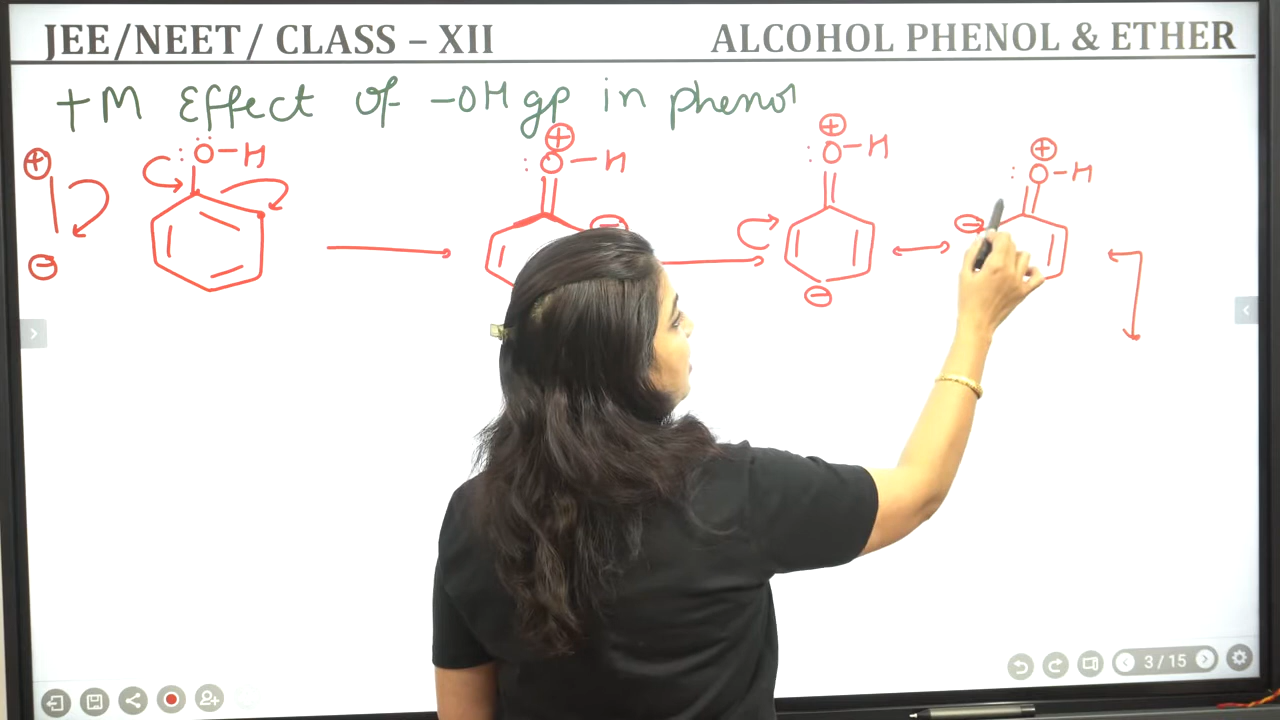 JEE/NEET/ CLASS – XII
ALCOHOL PHENOL & ETHER
+M Effect of -OH gp in phenol
+
:Ö-H
+
:O-H
+
:O-H
+
:O-H
-
-
-
-
3/15